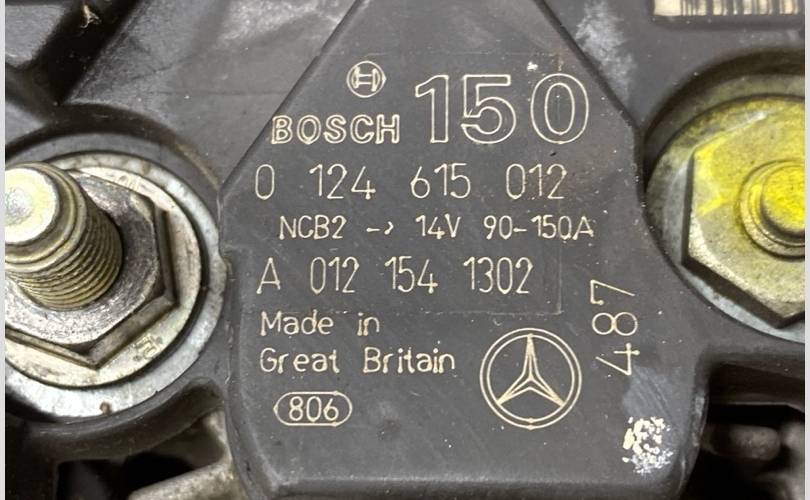 BOSCH 150
0 124 615 012
NCB2 -> 14V 90-150A
A 012 154 1302
Made in
Great Britain
806
487